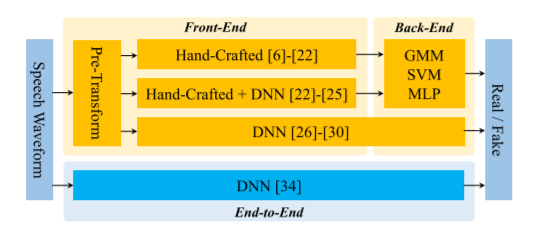 Front-End
Back-End
Speech Waveform
Pre-Transform
Hand-Crafted [6]-[22]
Hand-Crafted + DNN [22]-[25]
DNN [26]-[30]
GMM
SVM
MLP
Real / Fake
DNN [34]
End-to-End